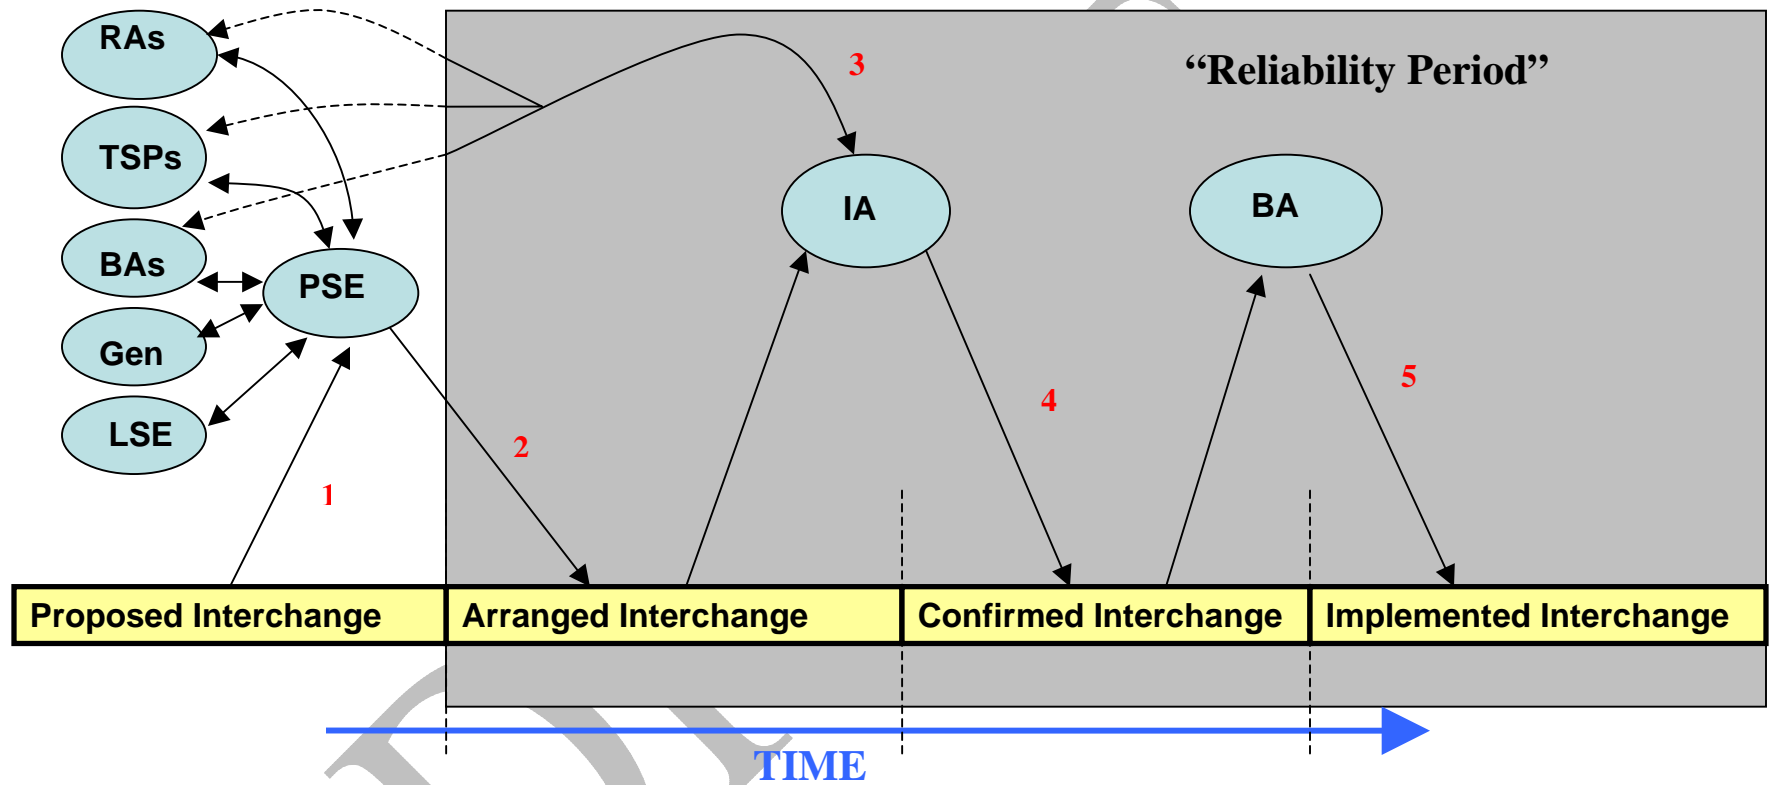 RAs
“Reliability Period”
3
TSPs
IA
BA
BAs
PSE
Gen
5
4
LSE
2
1
Proposed Interchange
Arranged Interchange
Confirmed Interchange
Implemented Interchange
TIME